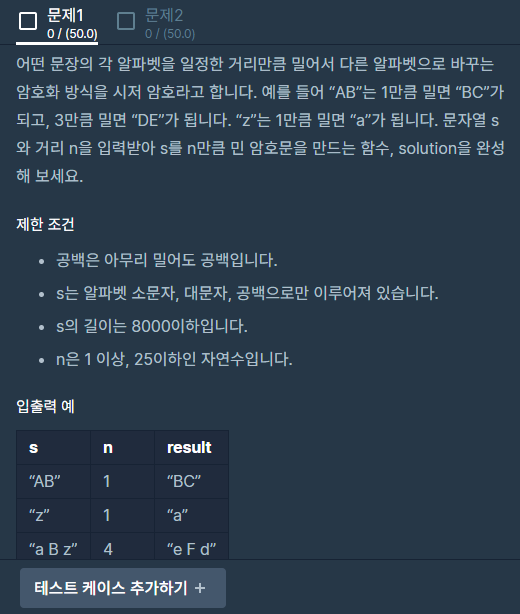 문제1
0 / (50.0)
문제2
0 / (50.0)
어떤 문장의 각 알파벳을 일정한 거리만큼 밀어서 다른 알파벳으로 바꾸는
암호화 방식을 시저 암호라고 합니다. 예를 들어 “AB”는 1만큼 밀면 “BC”가
되고, 3만큼 밀면 “DE”가 됩니다. “z”는 1만큼 밀면 “a”가 됩니다. 문자열 s
와 거리 n을 입력받아 s를 n만큼 민 암호문을 만드는 함수, solution을 완성
해 보세요.
제한 조건
• 공백은 아무리 밀어도 공백입니다.
• s는 알파벳 소문자, 대문자, 공백으로만 이루어져 있습니다.
• s의 길이는 8000이하입니다.
• n은 1 이상, 25이하인 자연수입니다.
입출력 예
s n result
“AB” 1 “BC”
“z” 1 “a”
“a B z” 4 “e F d”
테스트 케이스 추가하기 +